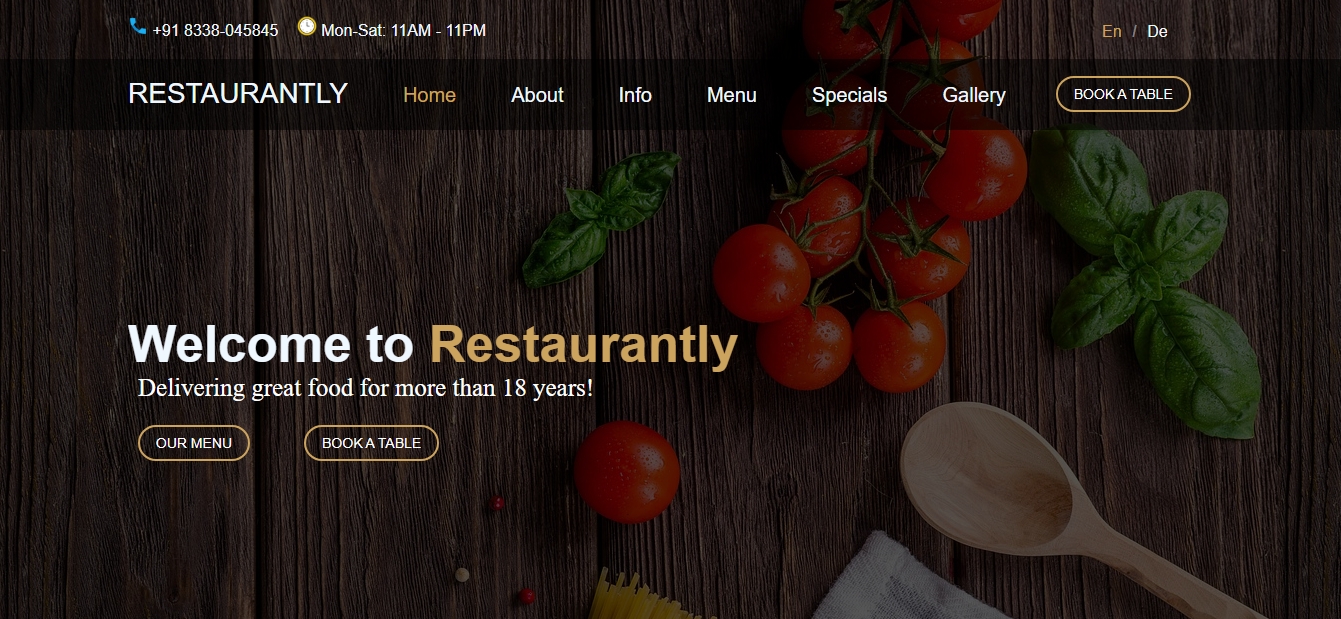 +91 8338-045845 Mon-Sat: 11AM - 11PM En / De
RESTAURANTLY Home About Info Menu Specials Gallery BOOK A TABLE
Welcome to Restaurantly
Delivering great food for more than 18 years!
OUR MENU BOOK A TABLE